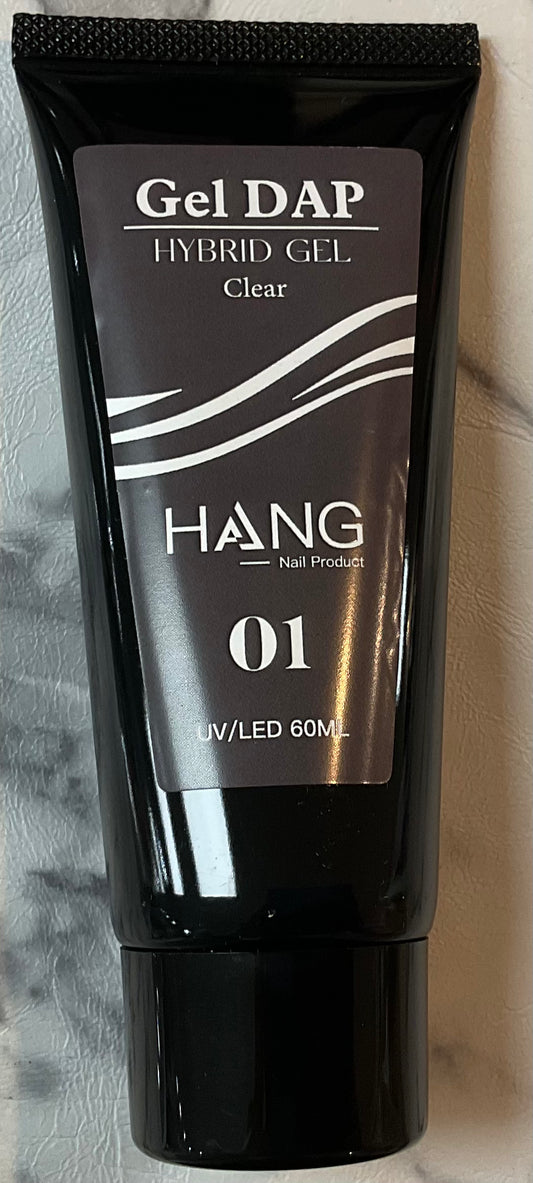 Gel DAP
HYBRID GEL
Clear
HANG
Nail Product
01
UV/LED 60ML